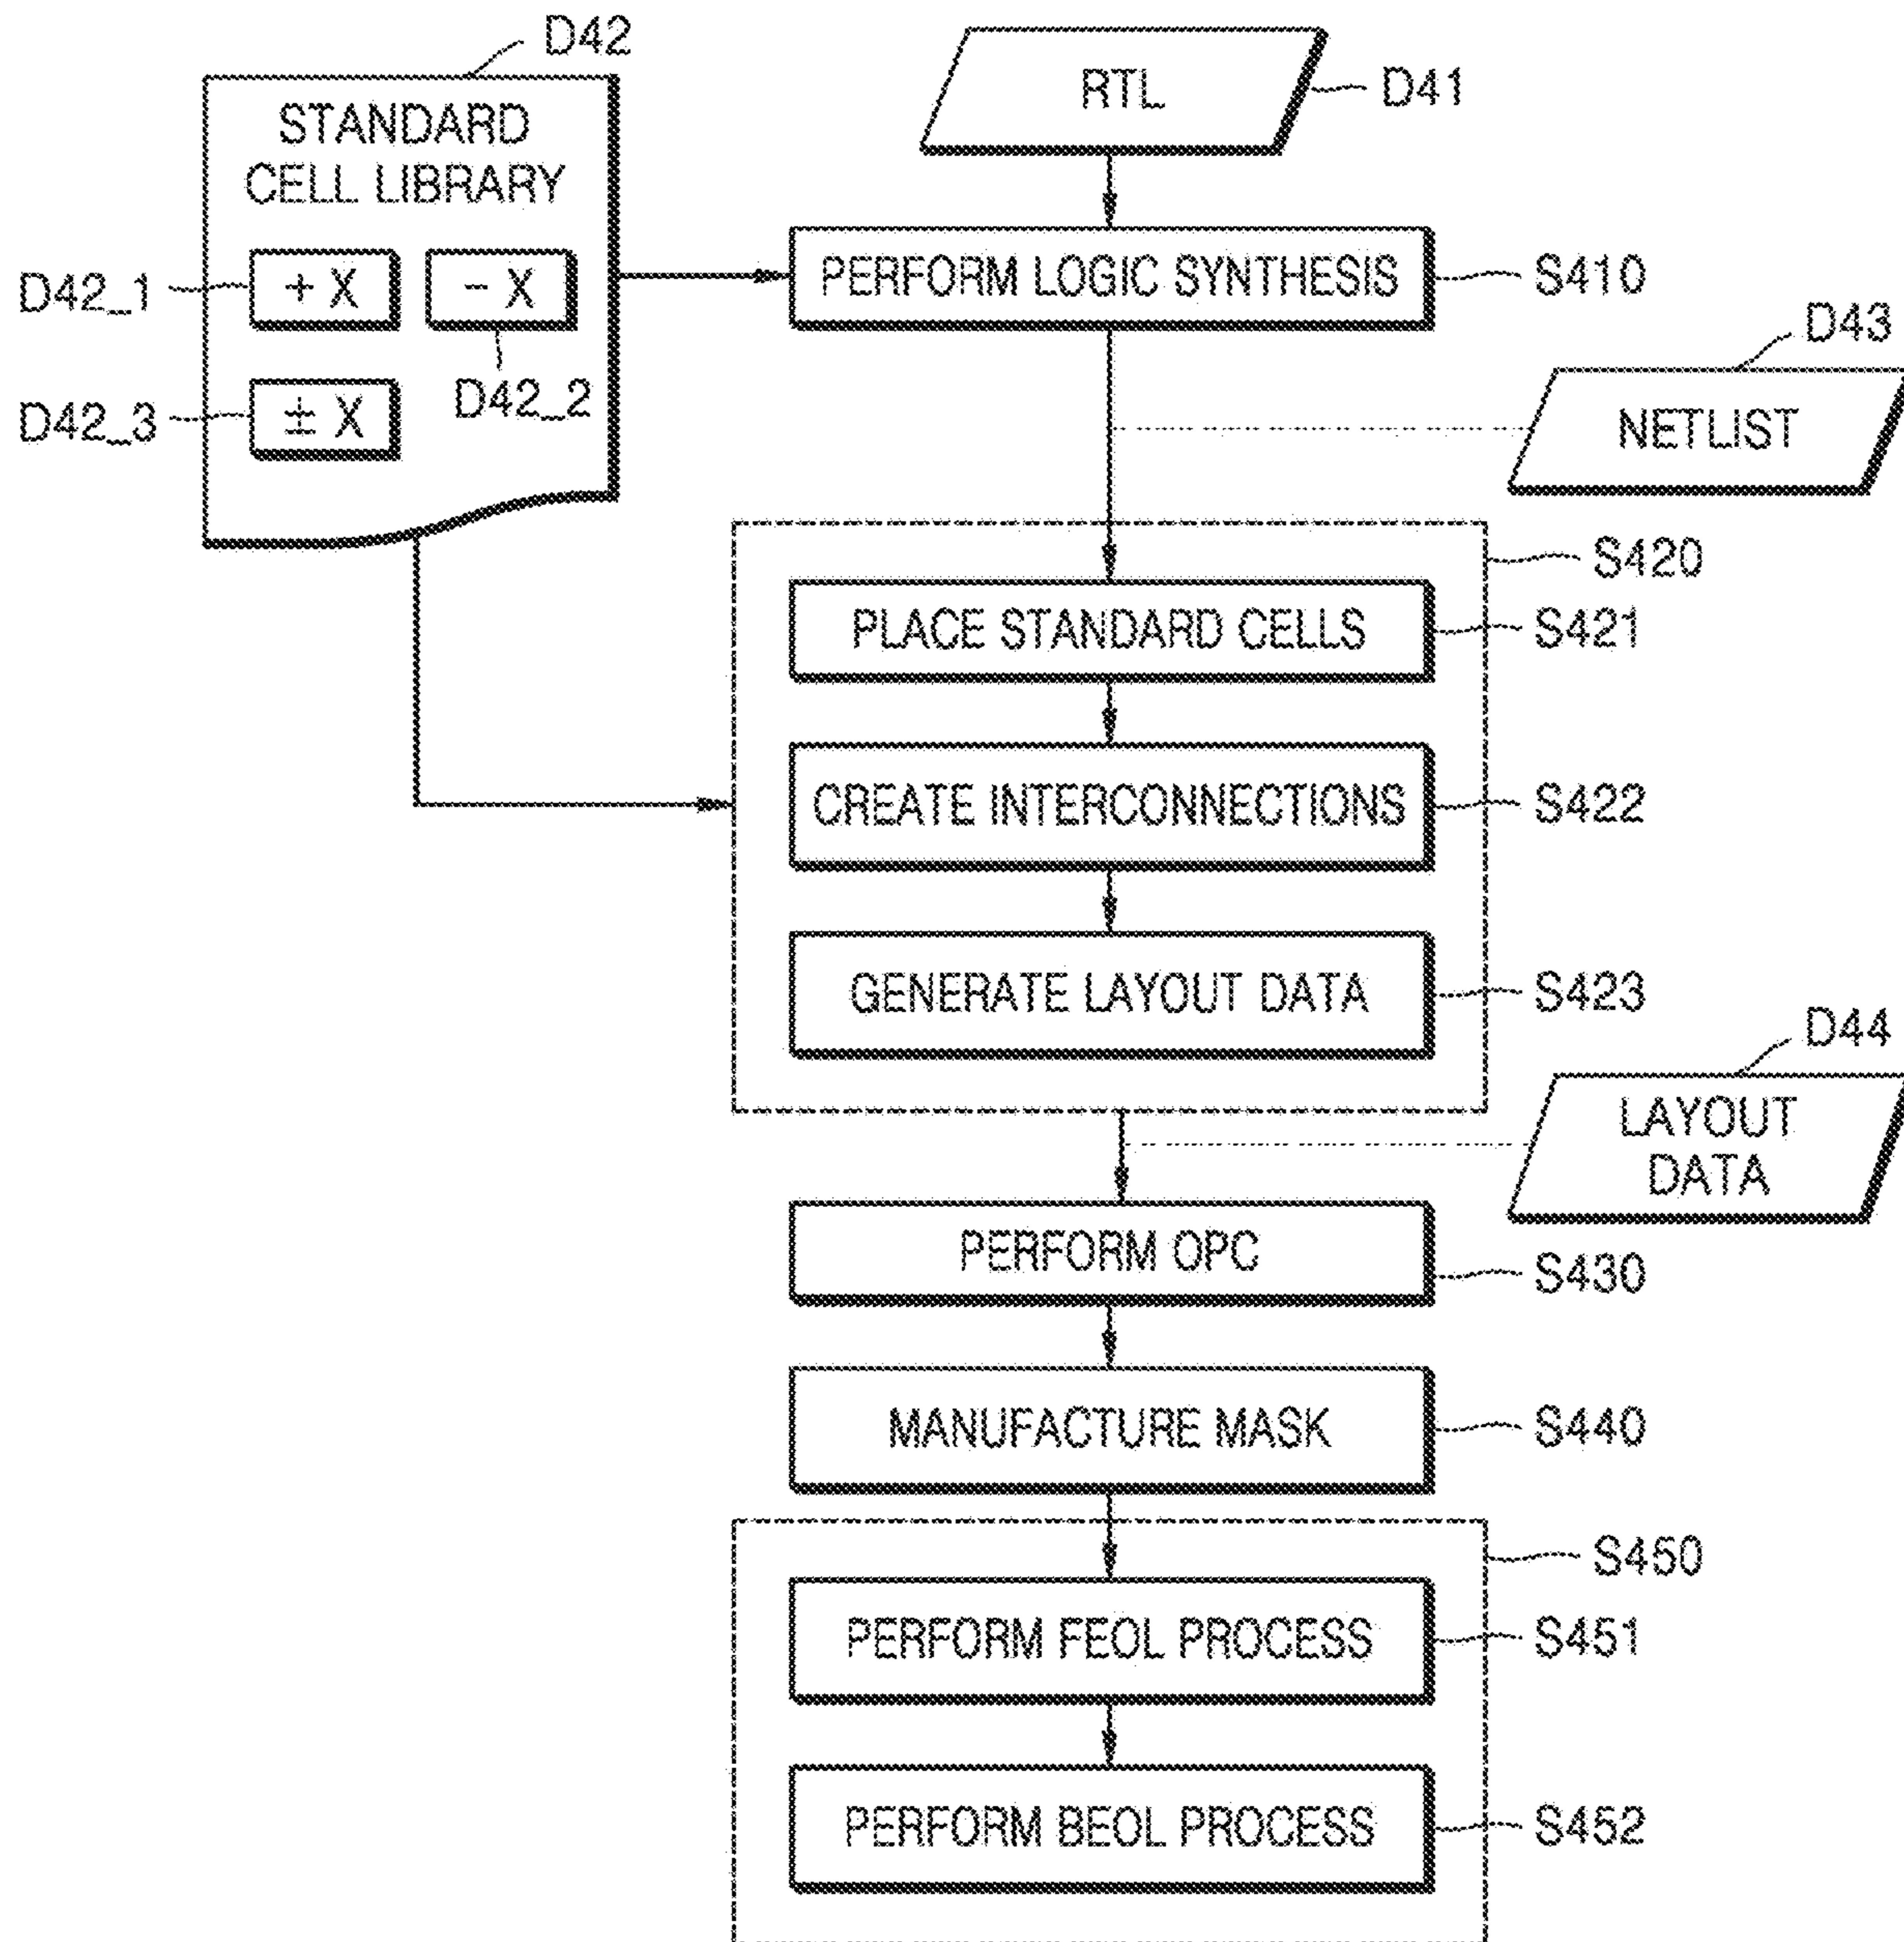 D42
STANDARD
CELL LIBRARY
D42_1
+ X
- X
D42_2
D42_3
± X
RTL
D41
PERFORM LOGIC SYNTHESIS
S410
D43
NETLIST
S420
PLACE STANDARD CELLS
S421
CREATE INTERCONNECTIONS
S422
GENERATE LAYOUT DATA
S423
D44
LAYOUT
DATA
PERFORM OPC
S430
MANUFACTURE MASK
S440
S450
PERFORM FEOL PROCESS
S451
PERFORM BEOL PROCESS
S452